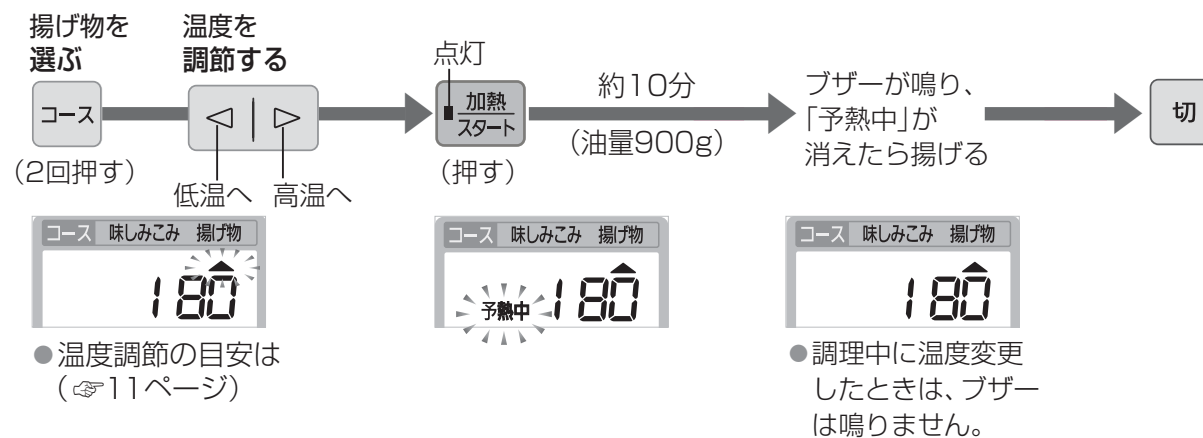 揚げ物を
選ぶ
コース
(2回押す)
温度を
調節する
◁ | ▷
低温へ 高温へ
点灯
加熱
スタート
(押す)
約10分
(油量900g)
ブザーが鳴り、
「予熱中」が
消えたら揚げる
切
コース 味しみこみ 揚げ物
180
●温度調節の目安は
(☞11ページ)
コース 味しみこみ 揚げ物
予熱中 180
コース 味しみこみ 揚げ物
180
●調理中に温度変更
したときは、ブザー
は鳴りません。